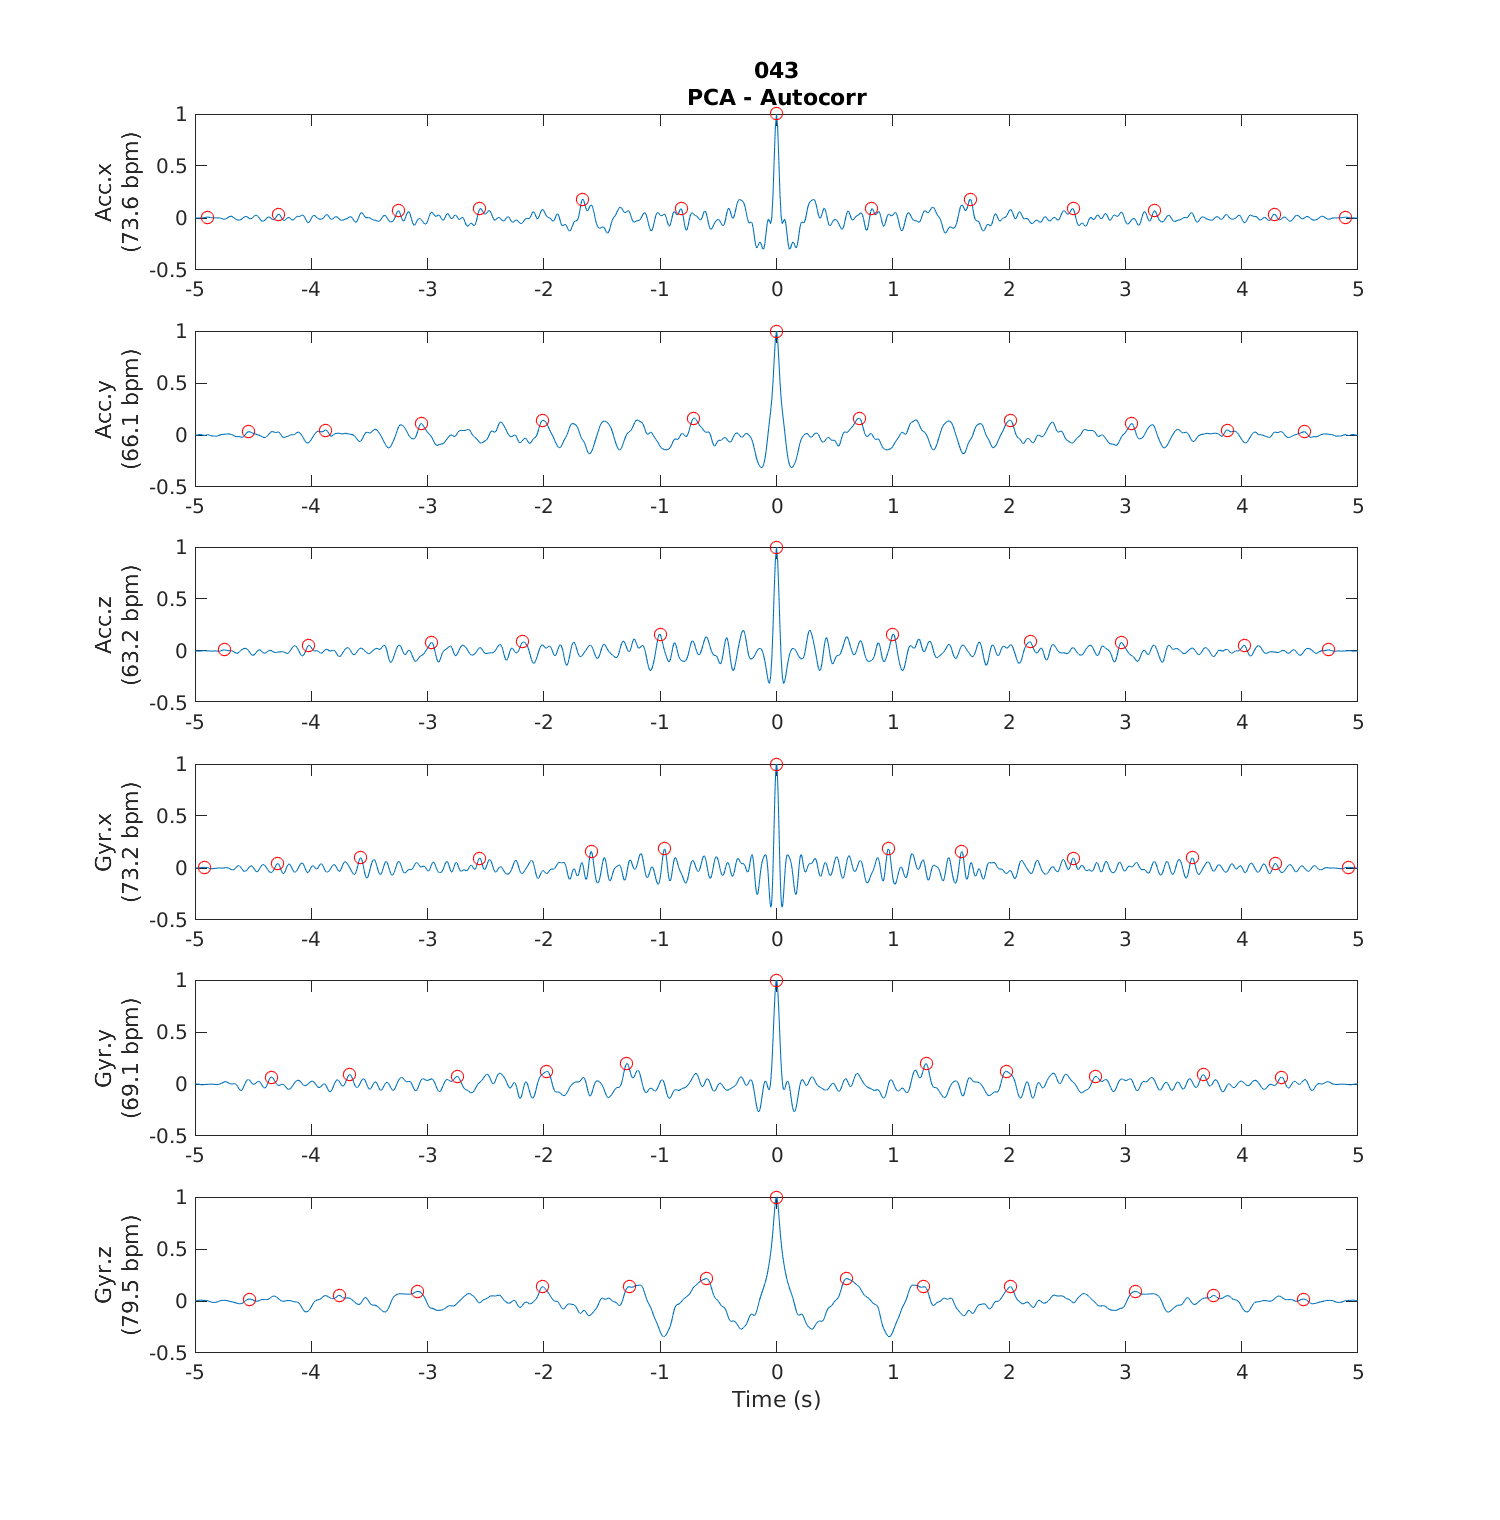 043
PCA - Autocorr
Acc.x
(73.6 bpm)
1
0.5
0
-0.5
-5 -4 -3 -2 -1 0 1 2 3 4 5
Acc.y
(66.1 bpm)
1
0.5
0
-0.5
-5 -4 -3 -2 -1 0 1 2 3 4 5
Acc.z
(63.2 bpm)
1
0.5
0
-0.5
-5 -4 -3 -2 -1 0 1 2 3 4 5
Gyr.x
(73.2 bpm)
1
0.5
0
-0.5
-5 -4 -3 -2 -1 0 1 2 3 4 5
Gyr.y
(69.1 bpm)
1
0.5
0
-0.5
-5 -4 -3 -2 -1 0 1 2 3 4 5
Gyr.z
(79.5 bpm)
1
0.5
0
-0.5
-5 -4 -3 -2 -1 0 1 2 3 4 5
Time (s)